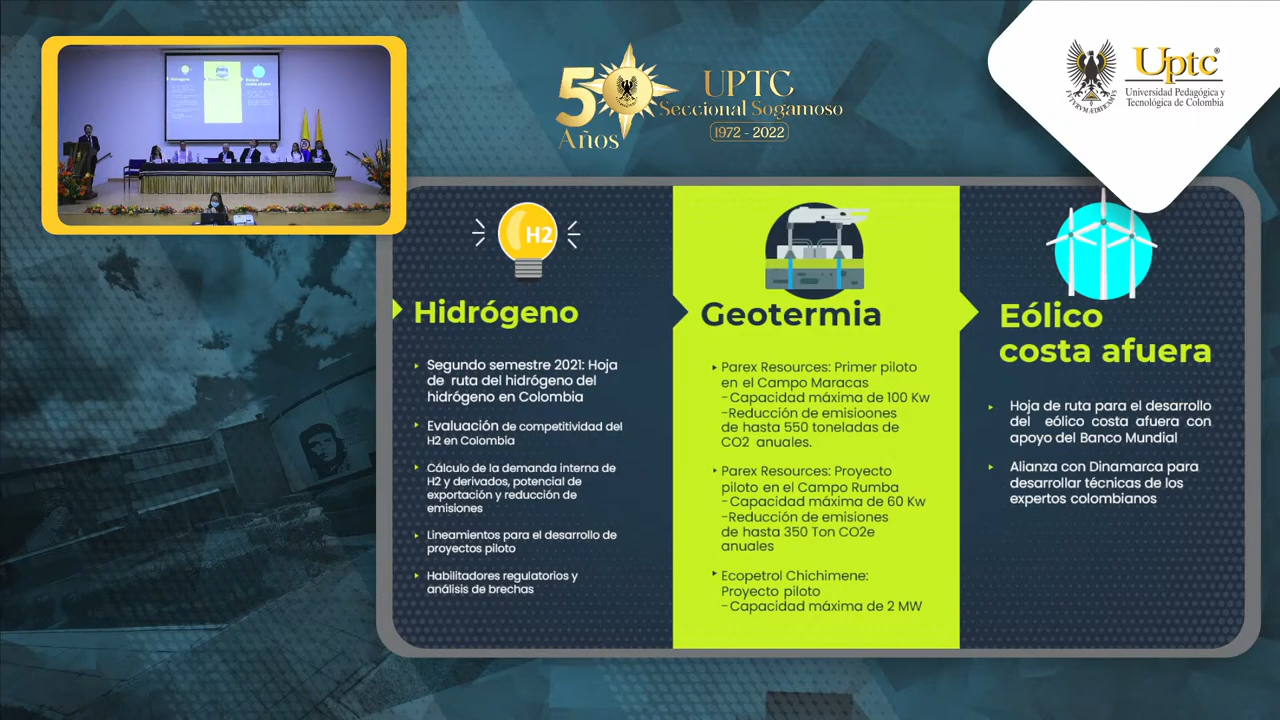 50
Años
UPTC
Seccional Sogamoso
1972 - 2022
Uptc®
Universidad Pedagógica y
Tecnológica de Colombia
H2
Hidrógeno
Segundo semestre 2021: Hoja
de ruta del hidrógeno del
hidrógeno en Colombia
Evaluación de competitividad del
H2 en Colombia
Cálculo de la demanda interna de
H2 y derivados, potencial de
exportación y reducción de
emisiones
Lineamientos para el desarrollo de
proyectos piloto
Habilitadores regulatorios y
análisis de brechas
Geotermia
Parex Resources: Primer piloto
en el Campo Maracas
-Capacidad máxima de 100 Kw
-Reducción de emisioones
de hasta 550 toneladas de
CO2 anuales.
Parex Resources: Proyecto
piloto en el Campo Rumba
-Capacidad máxima de 60 Kw
-Reducción de emisiones
de hasta 350 Ton CO2e
anuales
Ecopetrol Chichimene:
Proyecto piloto
-Capacidad máxima de 2 MW
Eólico
costa afuera
Hoja de ruta para el desarrollo
del eólico costa afuera con
apoyo del Banco Mundial
Alianza con Dinamarca para
desarrollar técnicas de los
expertos colombianos